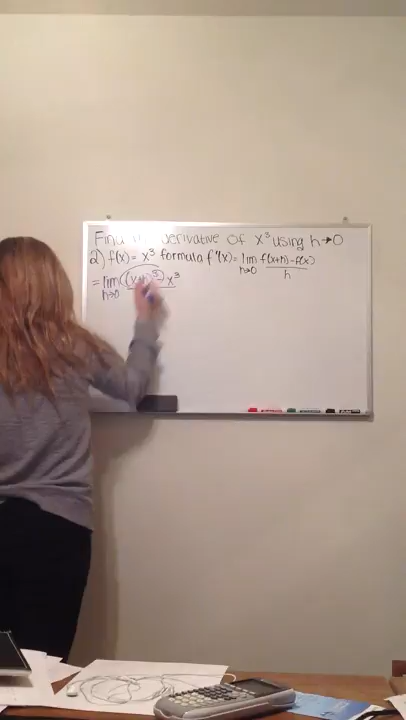 Find the derivative of x³ using h→0
2) f(x) = x³ formula f'(x) = lim h→0 f(x+h) - f(x) / h
= lim h→0 (x+h)³ - x³